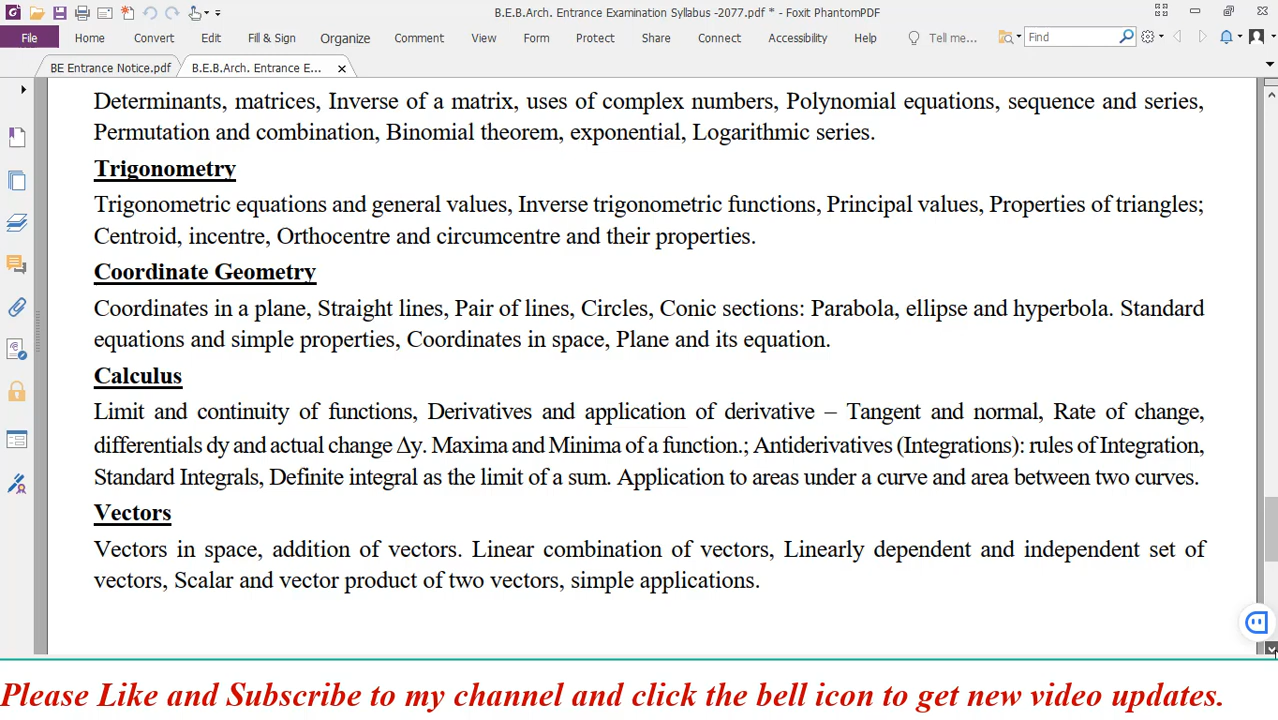 B.E.B.Arch. Entrance Examination Syllabus -2077.pdf * - Foxit PhantomPDF
File Home Convert Edit Fill & Sign Organize Comment View Form Protect Share Connect Accessibility Help Tell me... Find
BE Entrance Notice.pdf B.E.B.Arch. Entrance E...
Determinants, matrices, Inverse of a matrix, uses of complex numbers, Polynomial equations, sequence and series,
Permutation and combination, Binomial theorem, exponential, Logarithmic series.
Trigonometry
Trigonometric equations and general values, Inverse trigonometric functions, Principal values, Properties of triangles;
Centroid, incentre, Orthocentre and circumcentre and their properties.
Coordinate Geometry
Coordinates in a plane, Straight lines, Pair of lines, Circles, Conic sections: Parabola, ellipse and hyperbola. Standard
equations and simple properties, Coordinates in space, Plane and its equation.
Calculus
Limit and continuity of functions, Derivatives and application of derivative – Tangent and normal, Rate of change,
differentials dy and actual change Δy. Maxima and Minima of a function.; Antiderivatives (Integrations): rules of Integration,
Standard Integrals, Definite integral as the limit of a sum. Application to areas under a curve and area between two curves.
Vectors
Vectors in space, addition of vectors. Linear combination of vectors, Linearly dependent and independent set of
vectors, Scalar and vector product of two vectors, simple applications.
Please Like and Subscribe to my channel and click the bell icon to get new video updates.